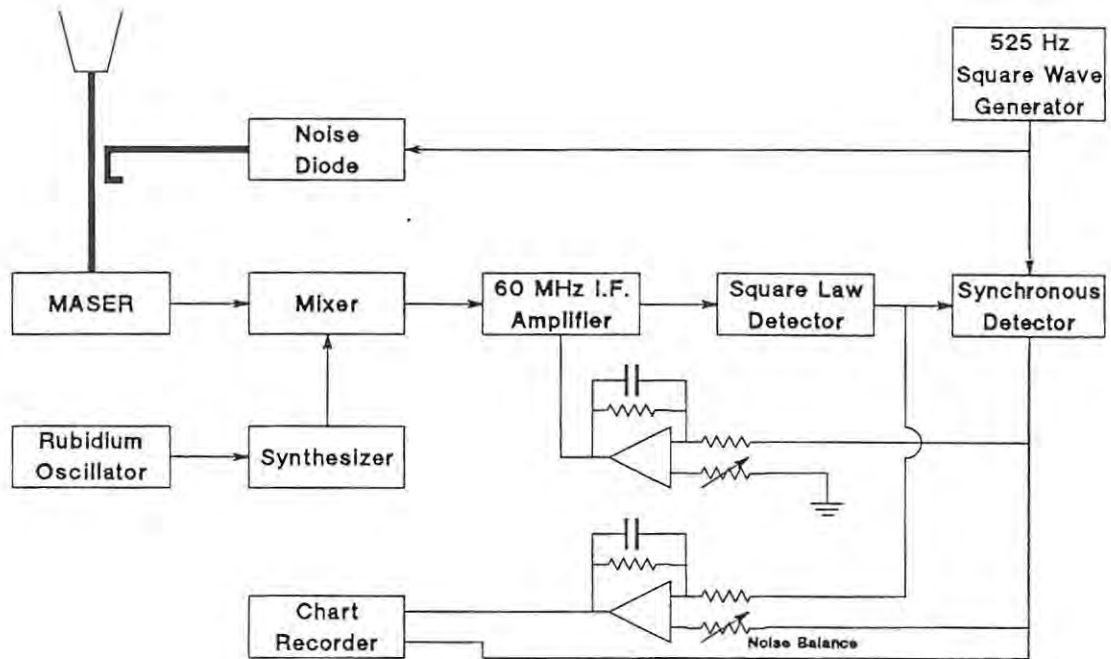 525 Hz
Square Wave
Generator
Noise
Diode
MASER
Mixer
60 MHz I.F.
Amplifier
Square Law
Detector
Synchronous
Detector
Rubidium
Oscillator
Synthesizer
Chart
Recorder
Noise Balance